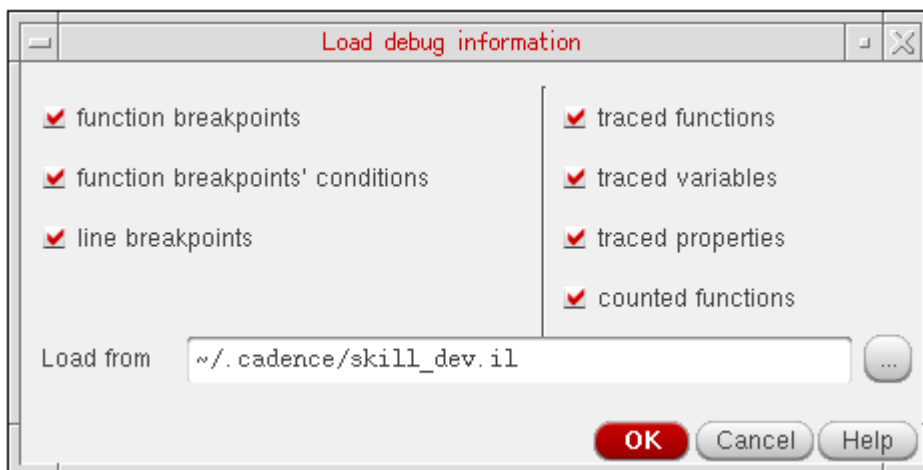 Load debug information
function breakpoints
function breakpoints' conditions
line breakpoints
traced functions
traced variables
traced properties
counted functions
Load from ~/.cadence/skill_dev.il ...
OK Cancel Help